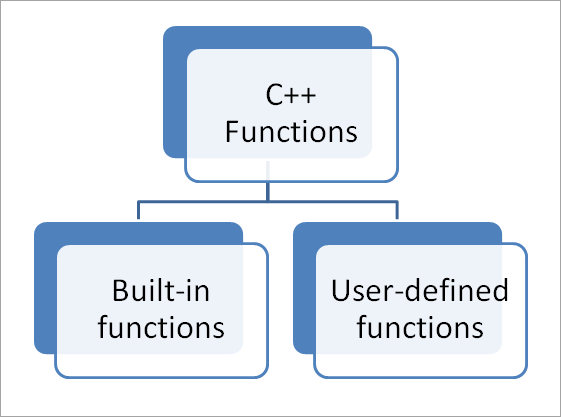 C++
Functions
Built-in
functions
User-defined
functions